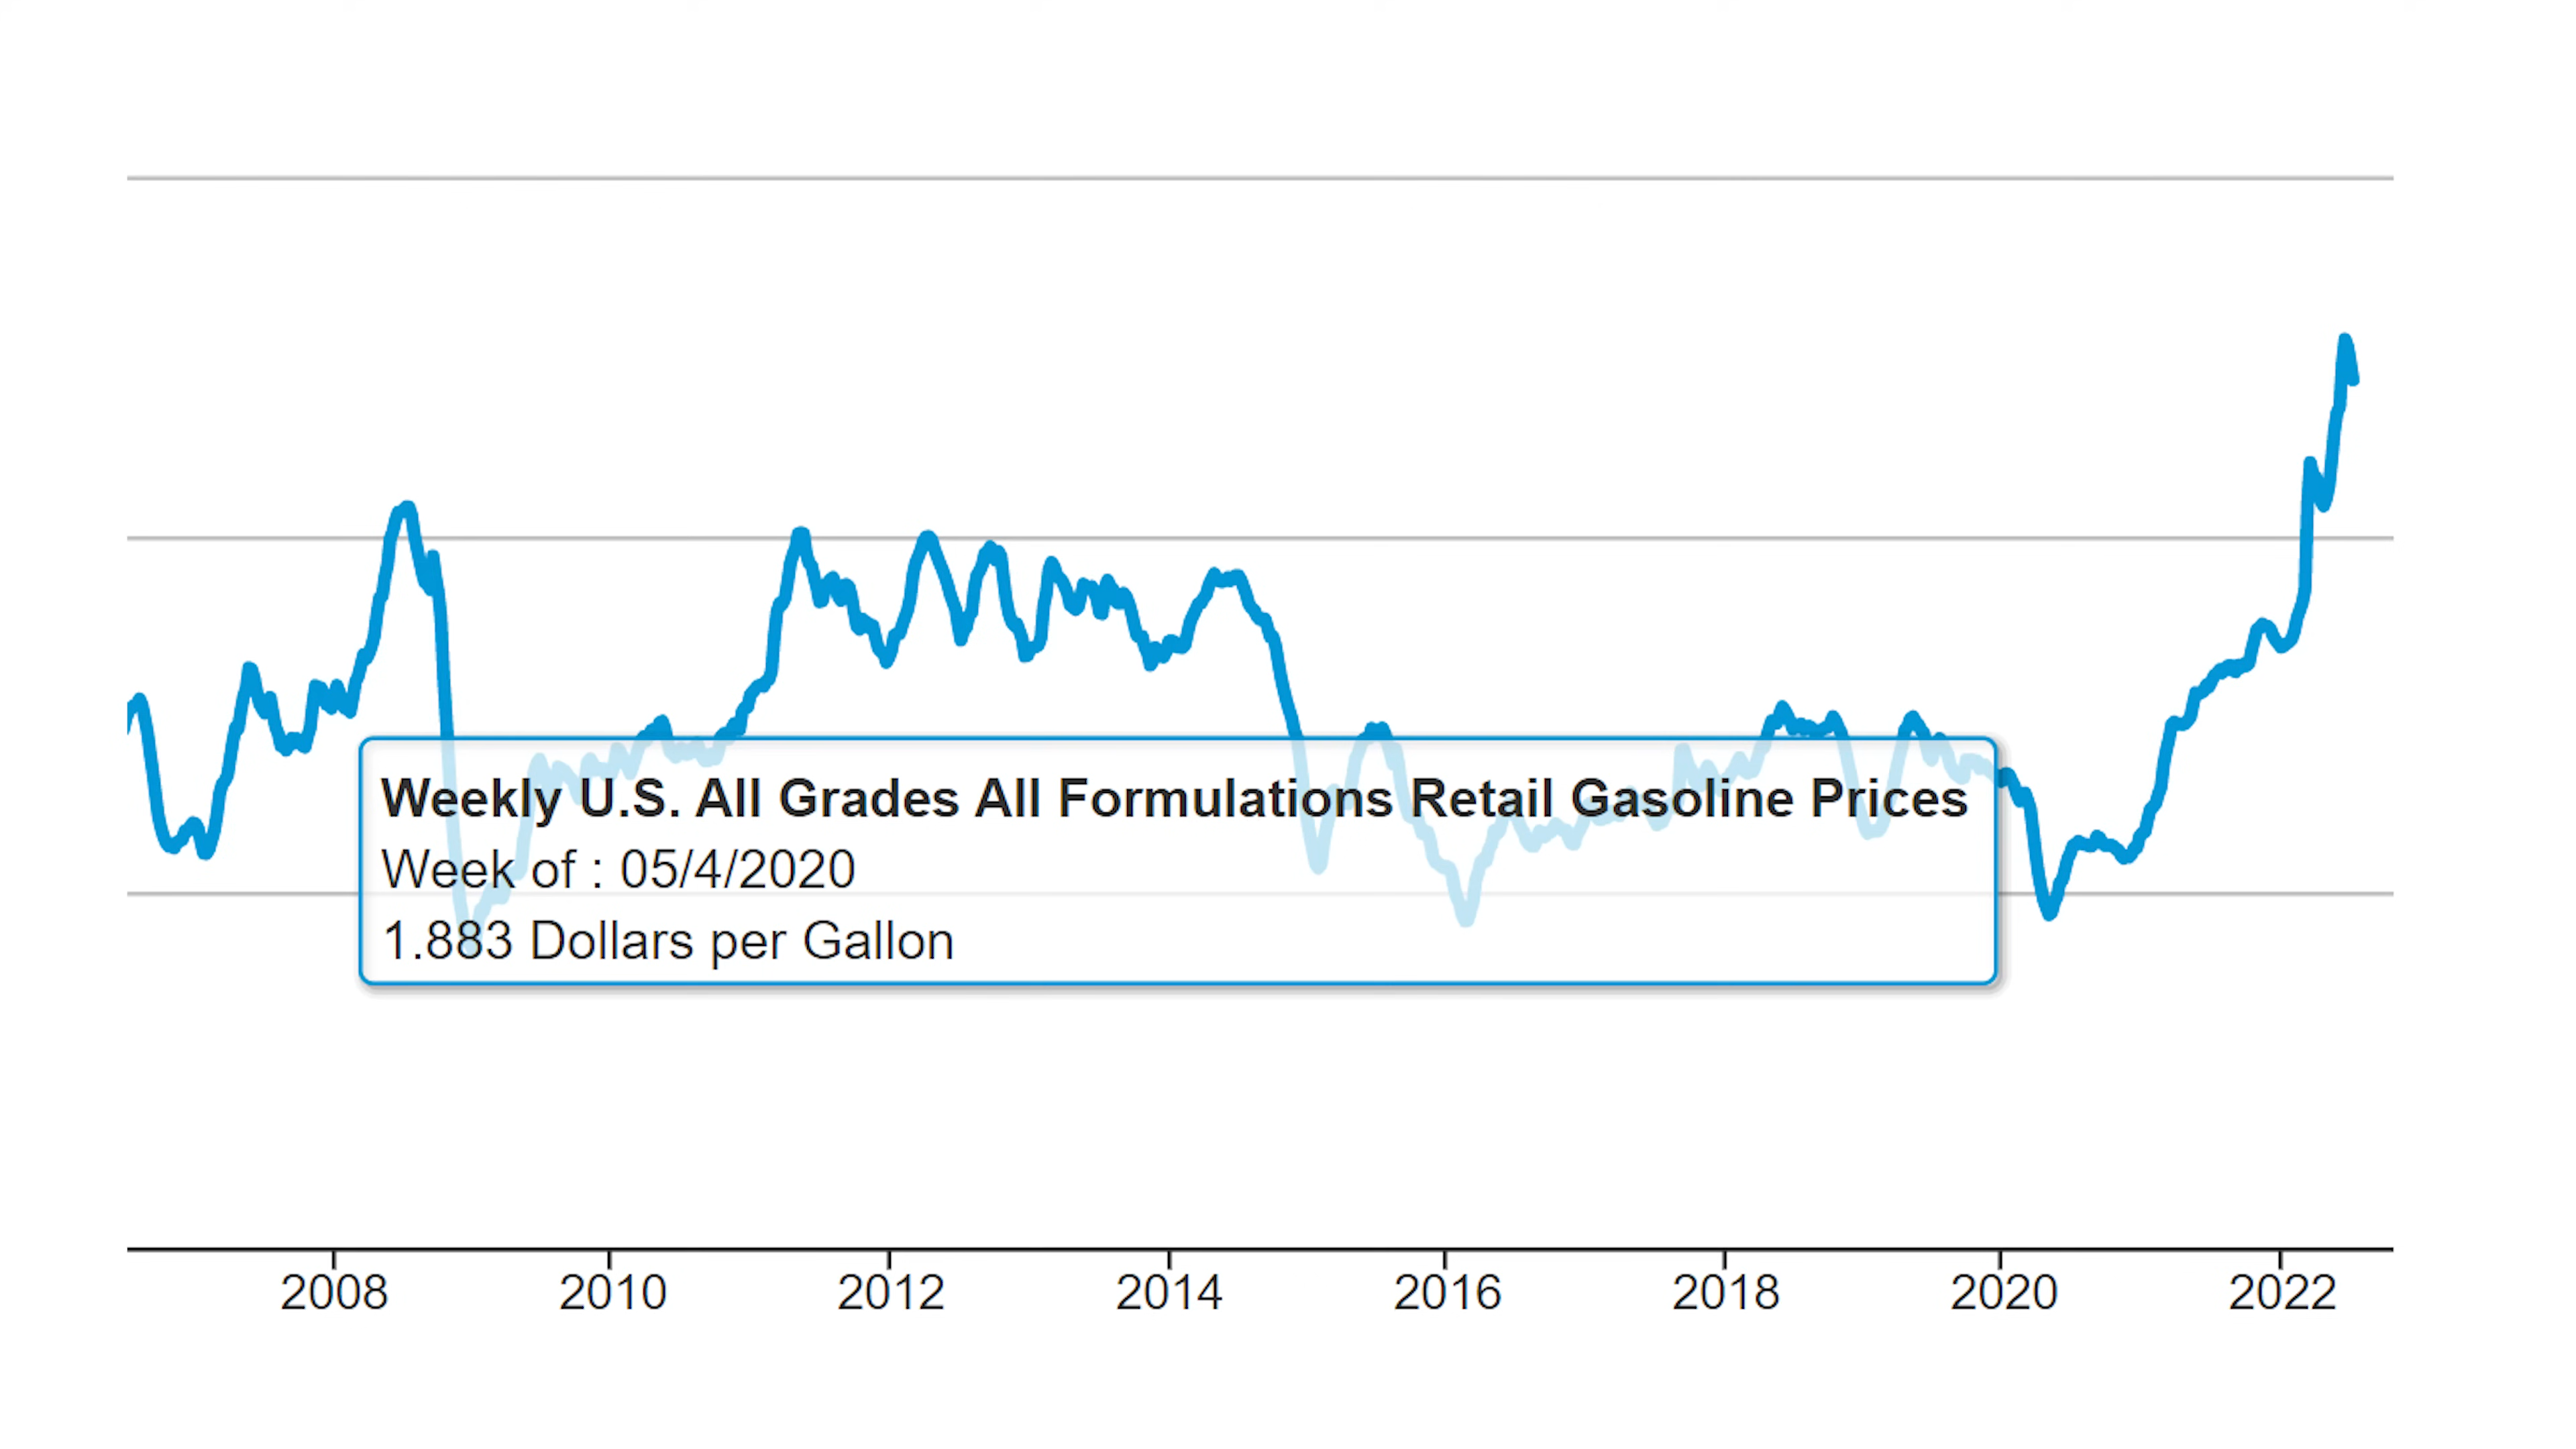 Weekly U.S. All Grades All Formulations Retail Gasoline Prices
Week of : 05/4/2020
1.883 Dollars per Gallon
2008 2010 2012 2014 2016 2018 2020 2022